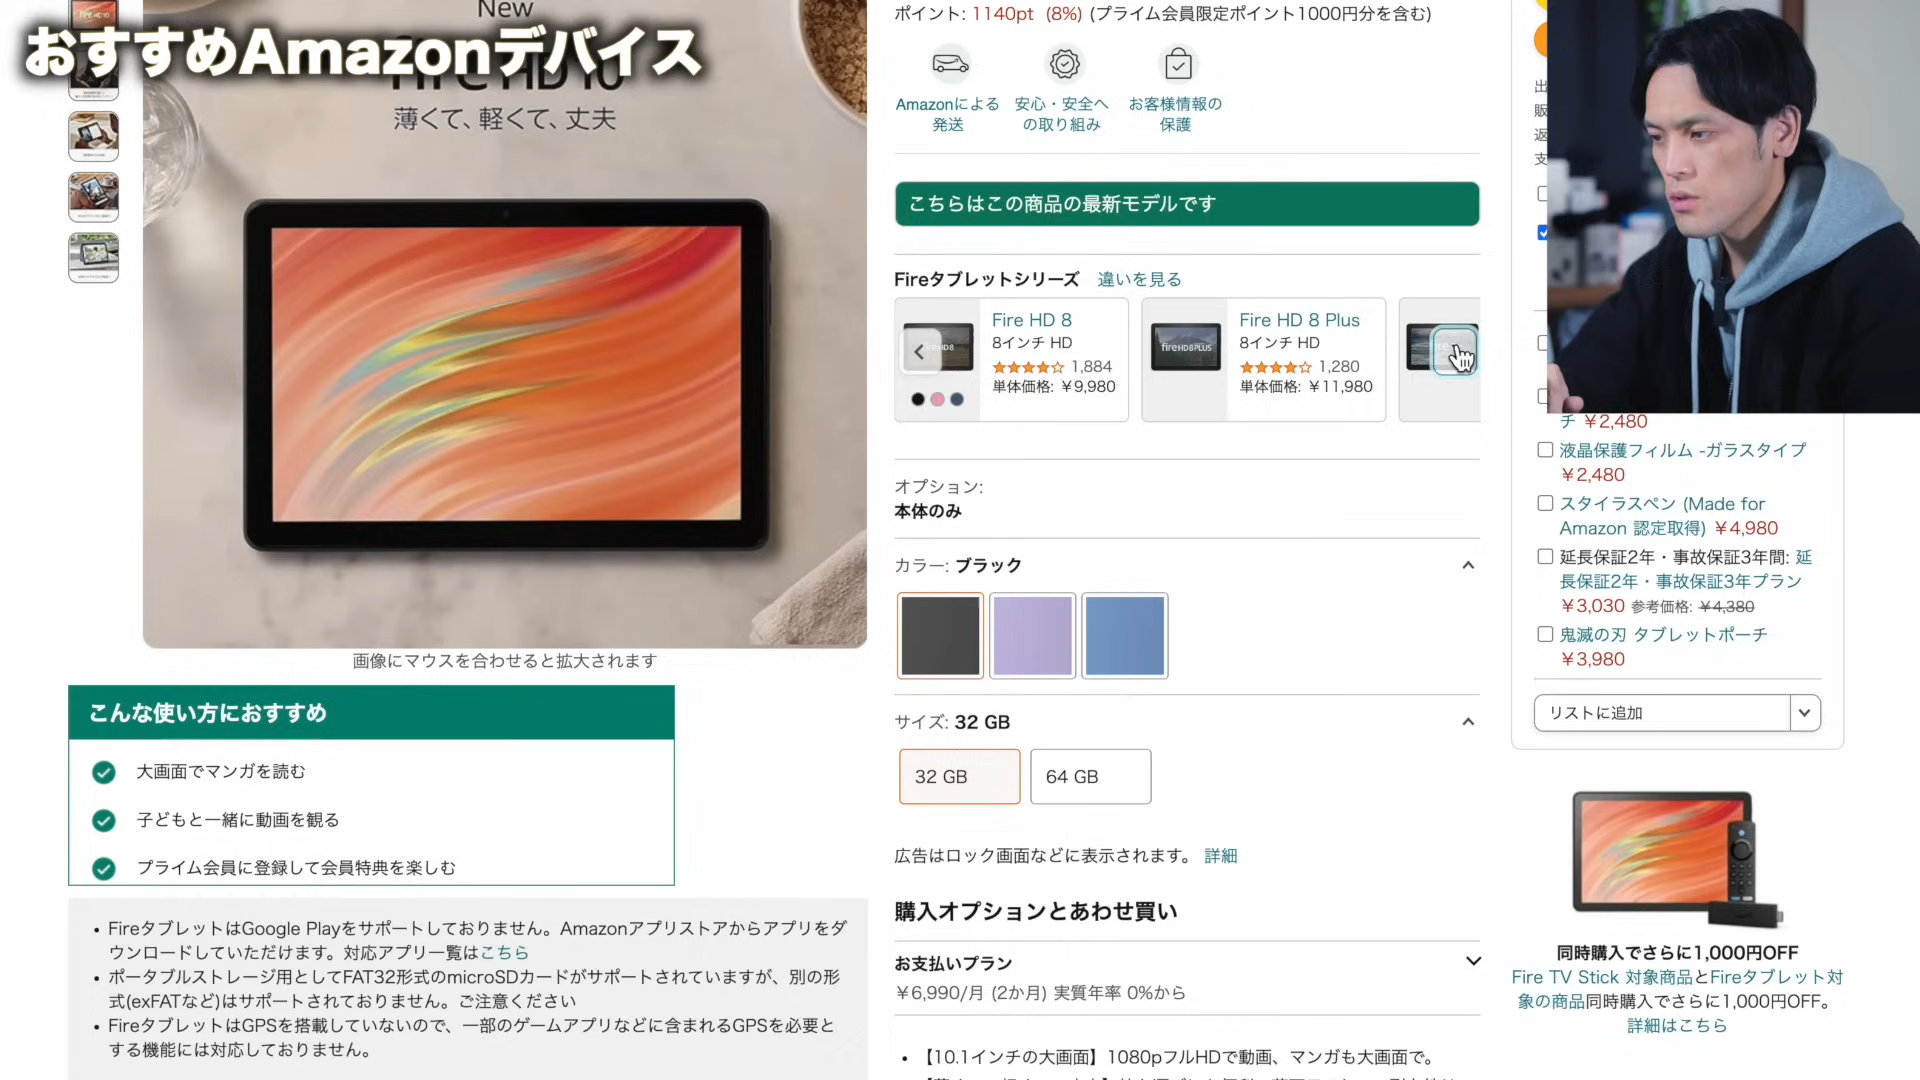 おすすめAmazonデバイス
New
薄くて、軽くて、丈夫
画像にマウスを合わせると拡大されます
こんな使い方におすすめ
大画面でマンガを読む
子どもと一緒に動画を観る
プライム会員に登録して会員特典を楽しむ
• FireタブレットはGoogle Playをサポートしておりません。Amazonアプリストアからアプリをダ
ウンロードしていただけます。対応アプリ一覧はこちら
• ポータブルストレージ用としてFAT32形式のmicroSDカードがサポートされていますが、別の形
式(exFATなど)はサポートされておりません。ご注意ください
• FireタブレットはGPSを搭載していないので、一部のゲームアプリなどに含まれるGPSを必要と
する機能には対応しておりません。
ポイント: 1140pt (8%) (プライム会員限定ポイント1000円分を含む)
Amazonによる
発送
安心・安全へ
の取り組み
お客様情報の
保護
こちらはこの商品の最新モデルです
Fireタブレットシリーズ 違いを見る
Fire HD 8
8インチ HD
1,884
単体価格: ￥9,980
fireHD8PLUS
Fire HD 8 Plus
8インチ HD
1,280
単体価格: ￥11,980
オプション:
本体のみ
カラー: ブラック
サイズ: 32 GB
32 GB
64 GB
広告はロック画面などに表示されます。 詳細
購入オプションとあわせ買い
お支払いプラン
￥6,990/月 (2か月) 実質年率 0%から
• 【10.1インチの大画面】1080pフルHDで動画、マンガも大画面で。
チ ￥2,480
液晶保護フィルム -ガラスタイプ
￥2,480
スタイラスペン (Made for
Amazon 認定取得) ￥4,980
延長保証2年・事故保証3年間: 延
長保証2年・事故保証3年プラン
￥3,030 参考価格: ￥4,380
鬼滅の刃 タブレットポーチ
￥3,980
リストに追加
同時購入でさらに1,000円OFF
Fire TV Stick 対象商品とFireタブレット対
象の商品同時購入でさらに1,000円OFF。
詳細はこちら